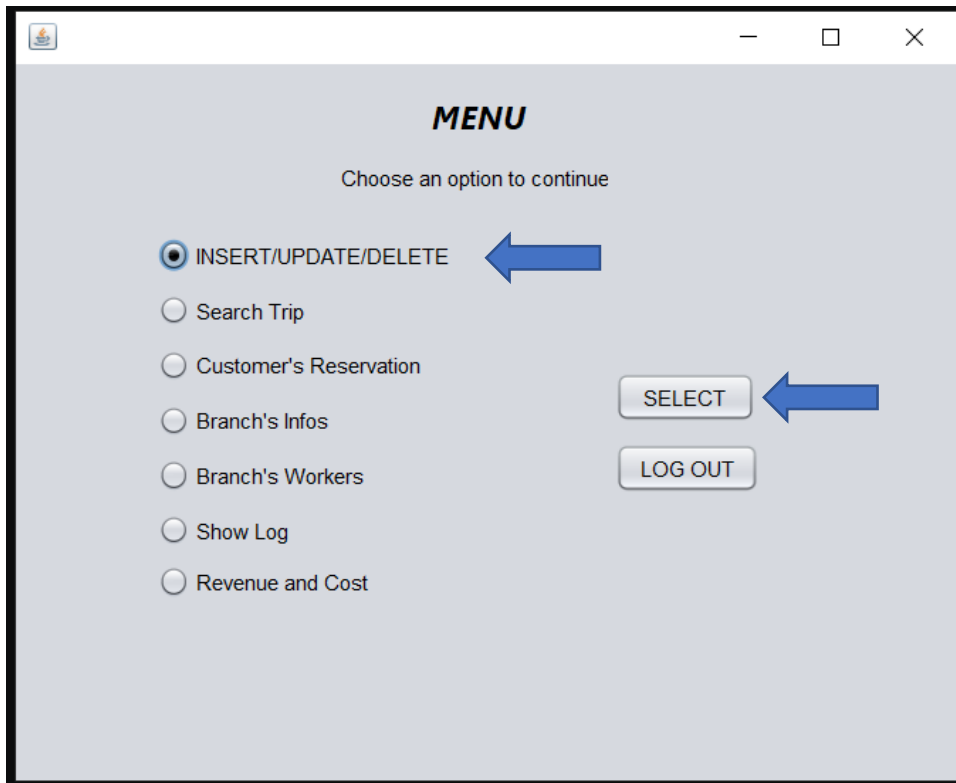 MENU
Choose an option to continue
INSERT/UPDATE/DELETE
Search Trip
Customer's Reservation
Branch's Infos
Branch's Workers
Show Log
Revenue and Cost
SELECT
LOG OUT